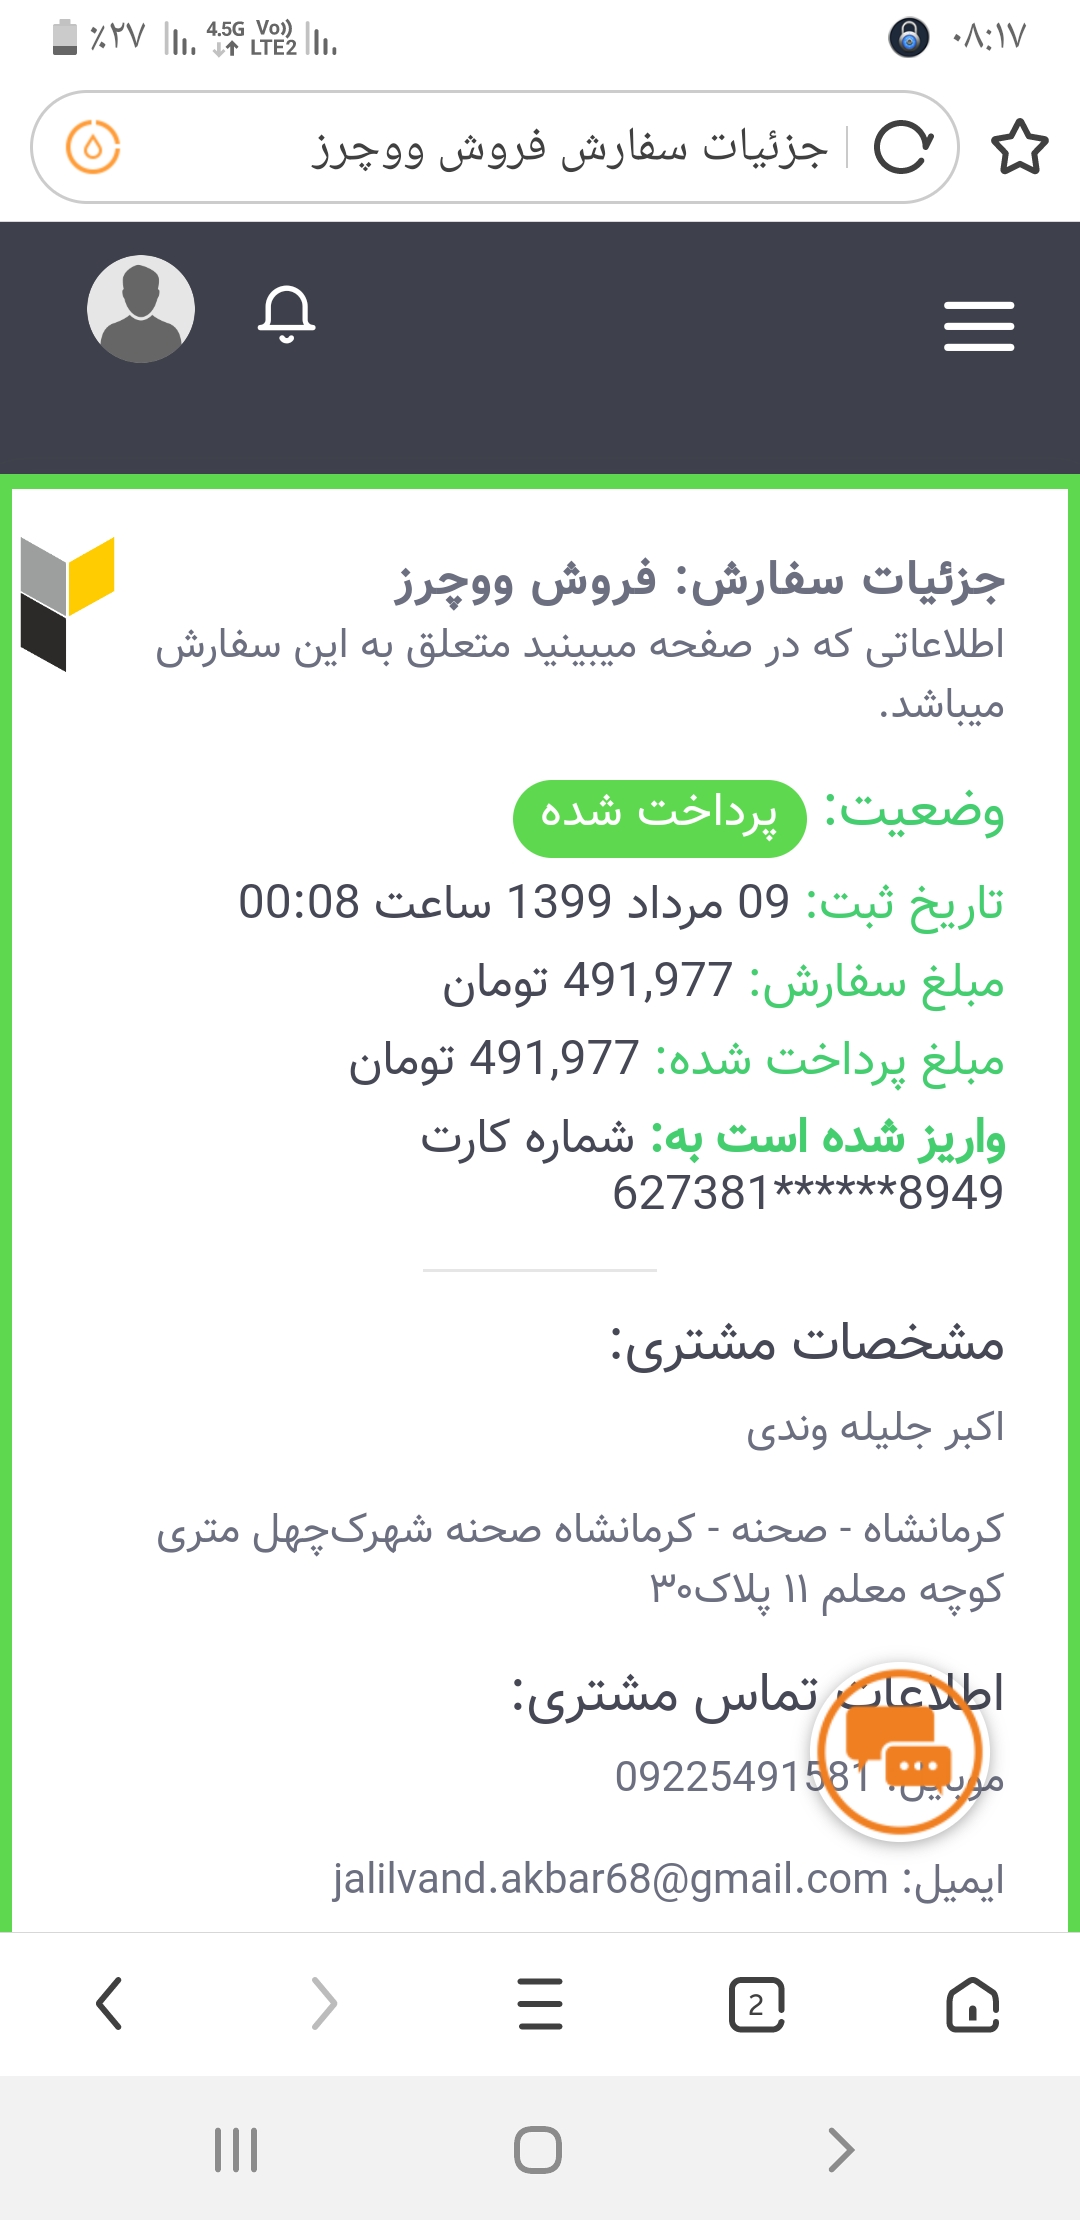 ٪۲۷ 4.5G Vo)) LTE2 ۰۸:۱۷
جزئیات سفارش فروش ووچرز
جزئیات سفارش: فروش ووچرز
اطلاعاتی که در صفحه میبینید متعلق به این سفارش
میباشد.
وضعیت: پرداخت شده
تاریخ ثبت: 09 مرداد 1399 ساعت 00:08
مبلغ سفارش: 491,977 تومان
مبلغ پرداخت شده: 491,977 تومان
واریز شده است به: شماره کارت
627381******8949
مشخصات مشتری:
اکبر جلیله وندی
کرمانشاه - صحنه - کرمانشاه صحنه شهرک‌چهل متری
کوچه معلم ۱۱ پلاک۳۰
اطلاعات تماس مشتری:
موبایل: 09225491581
ایمیل: jalilvand.akbar68@gmail.com
2